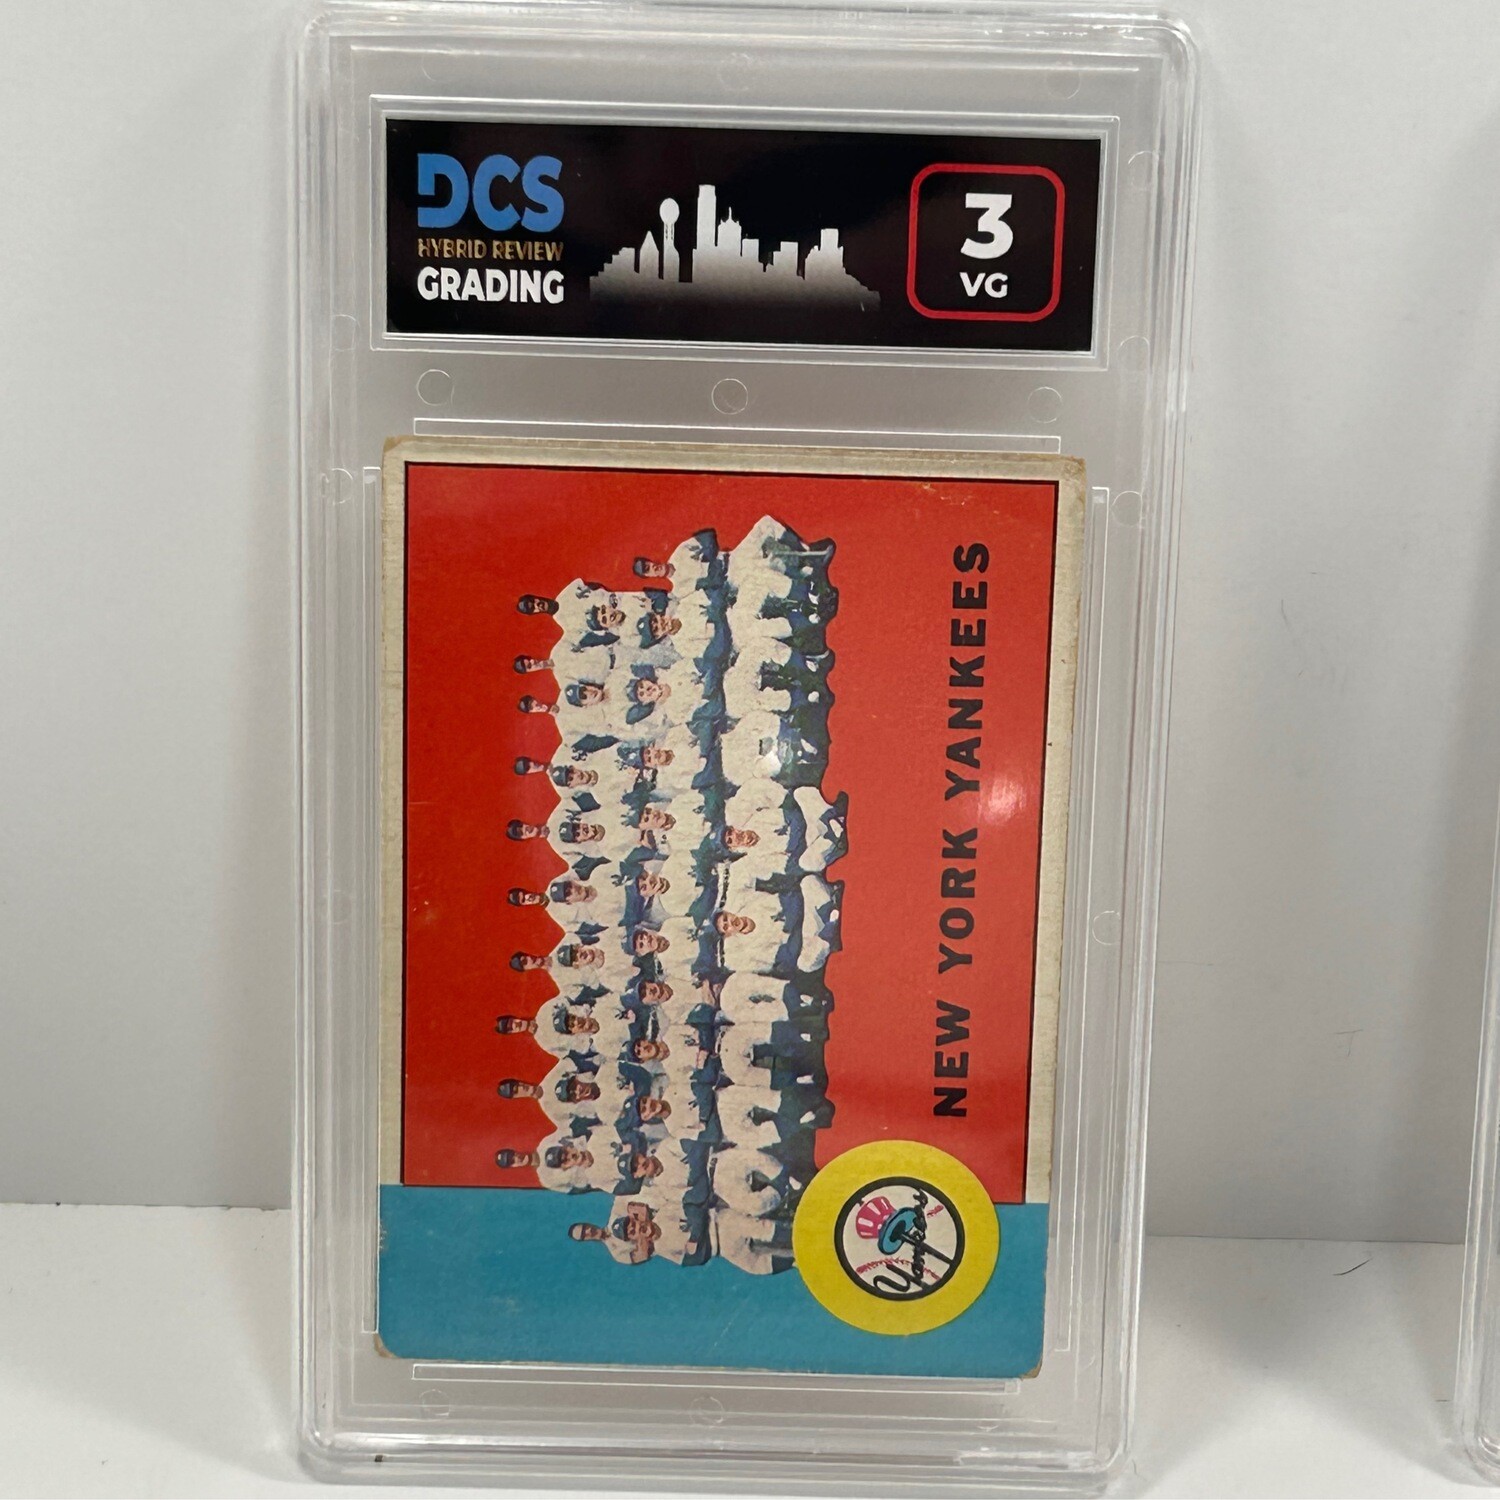 DCS
HYBRID REVIEW
GRADING
3
VG
NEW YORK YANKEES
Yankees